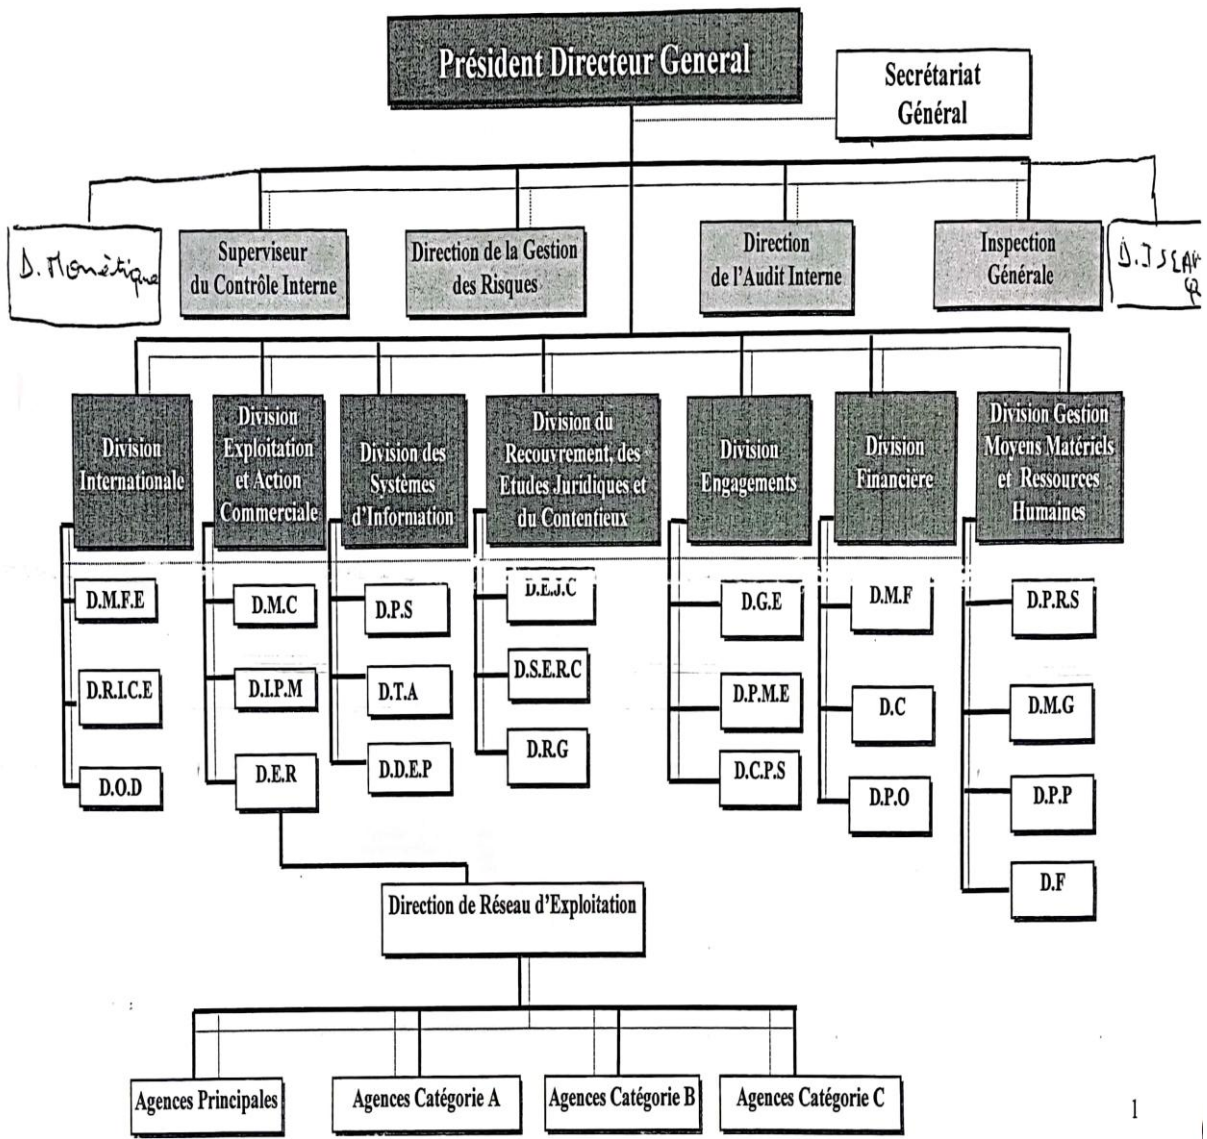 Président Directeur General
Secrétariat
Général
D. Monétique
Superviseur
du Contrôle Interne
Direction de la Gestion
des Risques
Direction
de l'Audit Interne
Inspection
Générale
Division
Internationale
Division
Exploitation
et Action
Commerciale
Division des
Systèmes
d'Information
Division du
Recouvrement, des
Etudes Juridiques et
du Contentieux
Division
Engagements
Division
Financière
Division Gestion
Moyens Matériels
et Ressources
Humaines
D.M.F.E
D.R.I.C.E
D.O.D
D.M.C
D.I.P.M
D.E.R
D.P.S
D.T.A
D.D.E.P
D.E.J.C
D.S.E.R.C
D.R.G
D.G.E
D.P.M.E
D.C.P.S
D.M.F
D.C
D.P.O
D.P.R.S
D.M.G
D.P.P
D.F
Direction de Réseau d'Exploitation
Agences Principales
Agences Catégorie A
Agences Catégorie B
Agences Catégorie C
1